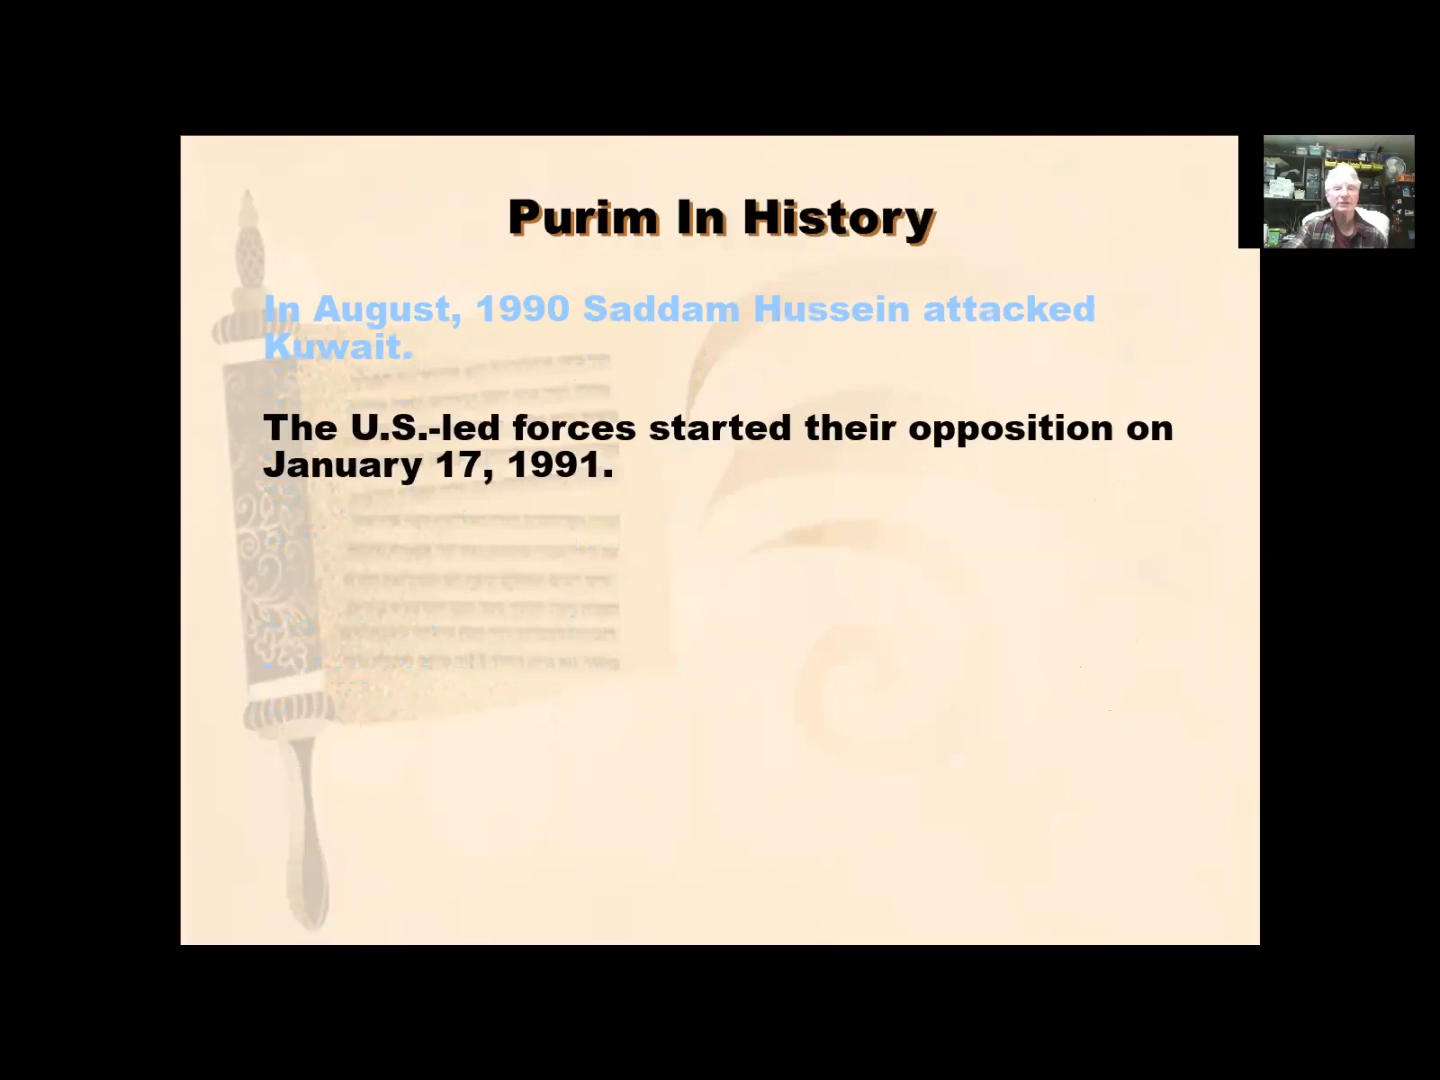 Purim In History
In August, 1990 Saddam Hussein attacked
Kuwait.
The U.S.-led forces started their opposition on
January 17, 1991.